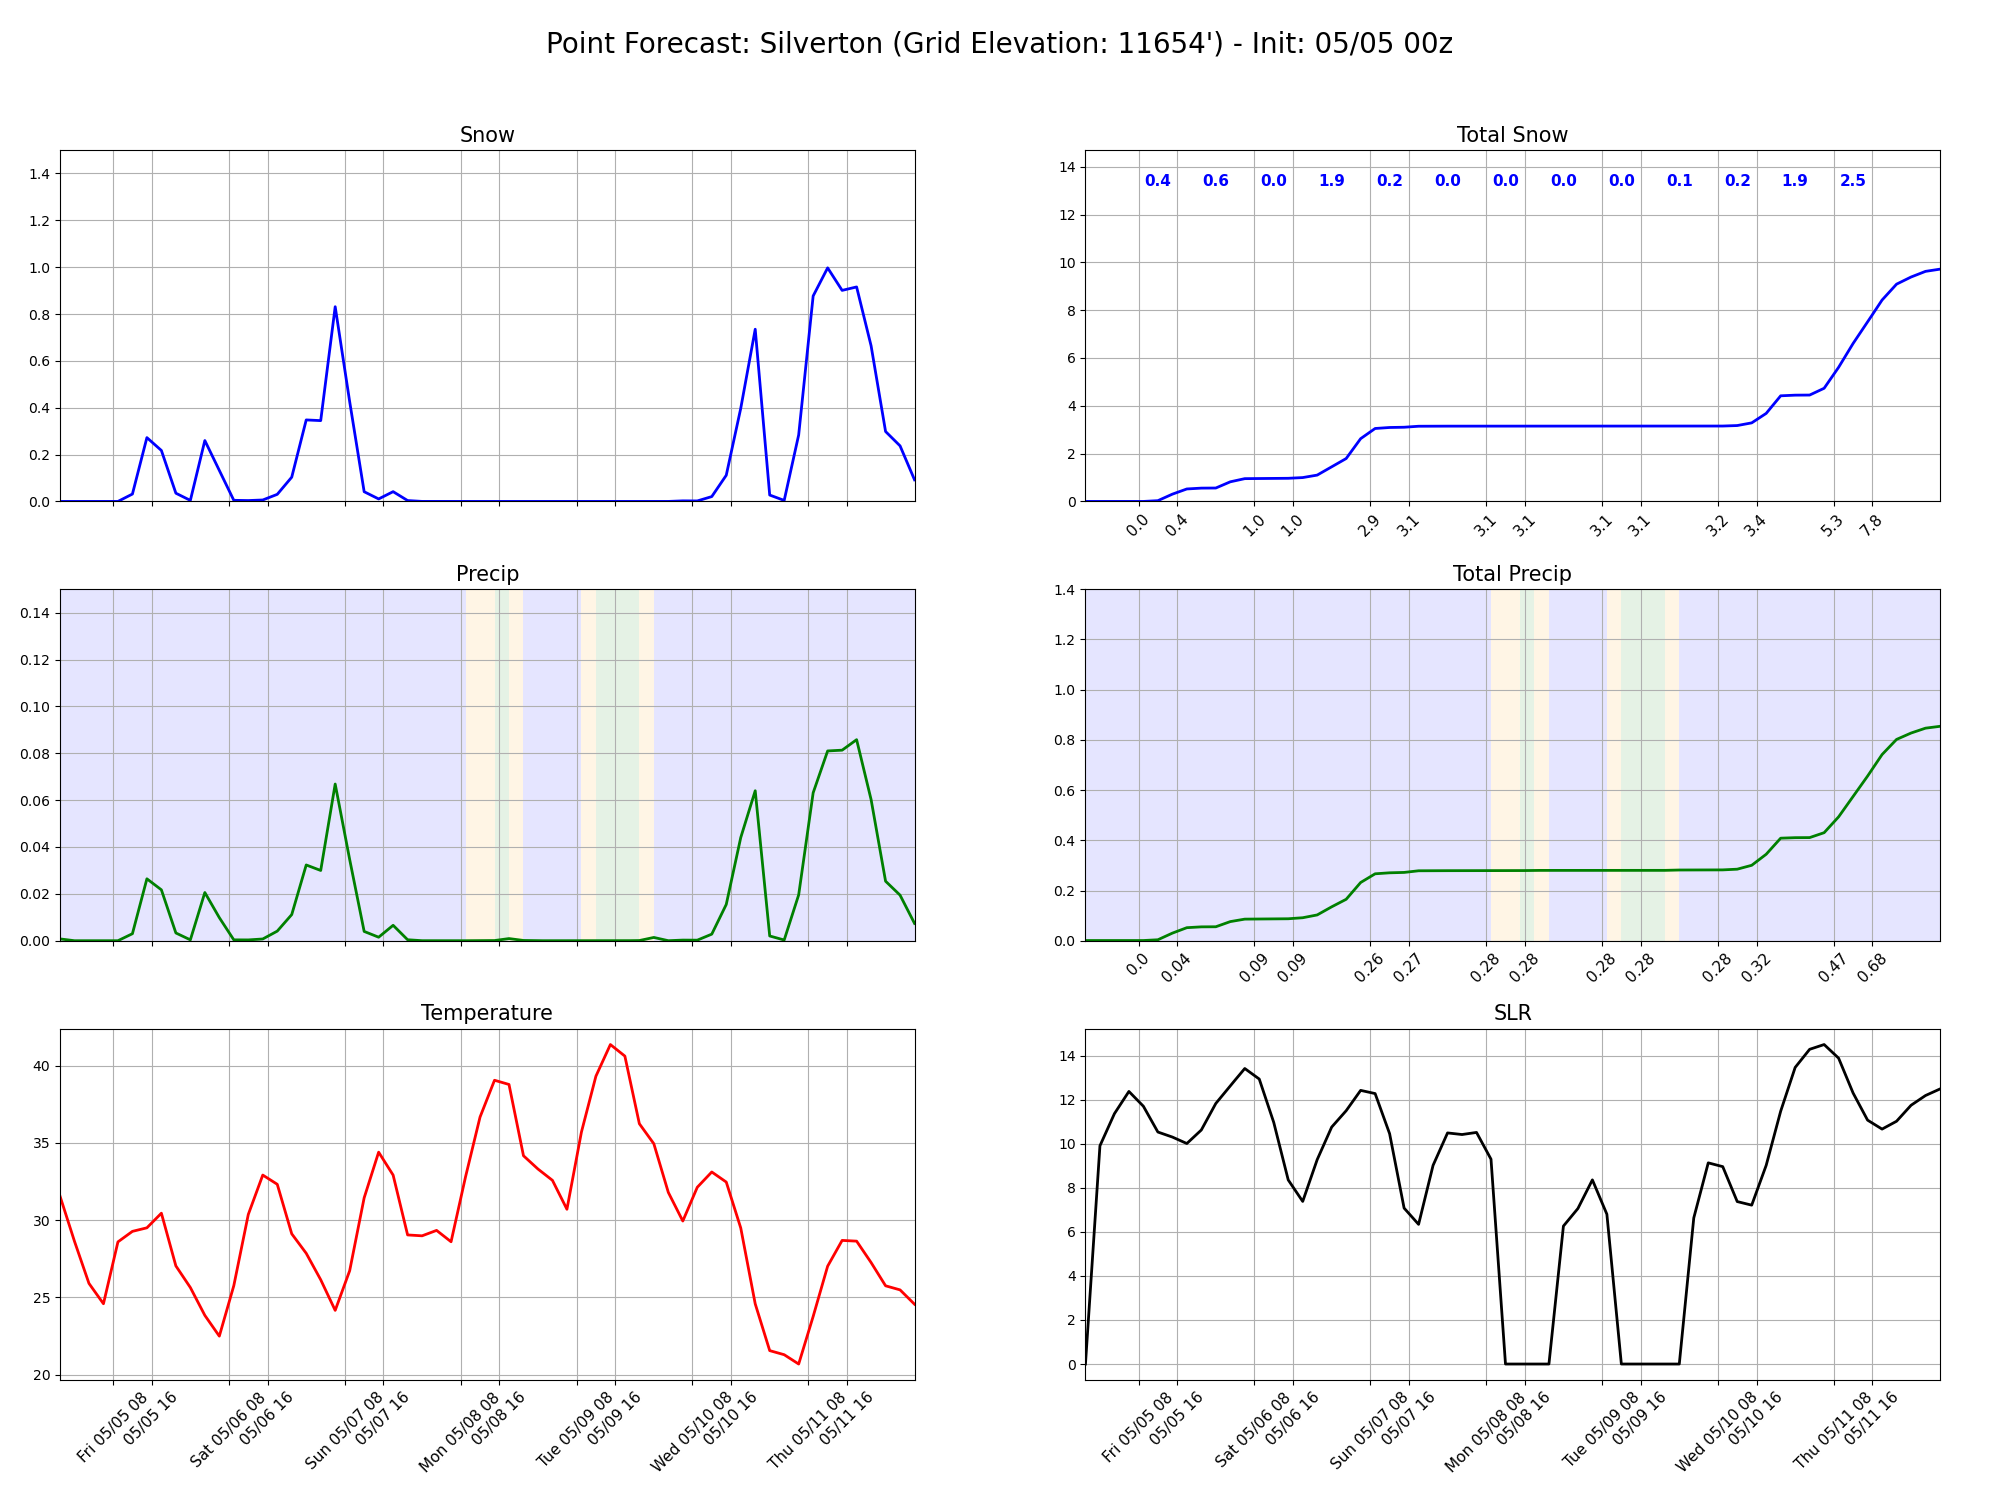 Point Forecast: Silverton (Grid Elevation: 11654') - Init: 05/05 00z
Snow
1.4
1.2
1.0
0.8
0.6
0.4
0.2
0.0
Total Snow
14
12
10
8
6
4
2
0
0.4 0.6 0.0 1.9 0.2 0.0 0.0 0.0 0.0 0.1 0.2 1.9 2.5
0.0 0.4 1.0 1.0 2.9 3.1 3.1 3.1 3.1 3.1 3.2 3.4 5.3 7.8
Precip
0.14
0.12
0.10
0.08
0.06
0.04
0.02
0.00
Total Precip
1.4
1.2
1.0
0.8
0.6
0.4
0.2
0.0
0.0 0.04 0.09 0.09 0.26 0.27 0.28 0.28 0.28 0.28 0.28 0.32 0.47 0.68
Temperature
40
35
30
25
20
Fri 05/05 08
05/05 16
Sat 05/06 08
05/06 16
Sun 05/07 08
05/07 16
Mon 05/08 08
05/08 16
Tue 05/09 08
05/09 16
Wed 05/10 08
05/10 16
Thu 05/11 08
05/11 16
SLR
14
12
10
8
6
4
2
0
Fri 05/05 08
05/05 16
Sat 05/06 08
05/06 16
Sun 05/07 08
05/07 16
Mon 05/08 08
05/08 16
Tue 05/09 08
05/09 16
Wed 05/10 08
05/10 16
Thu 05/11 08
05/11 16